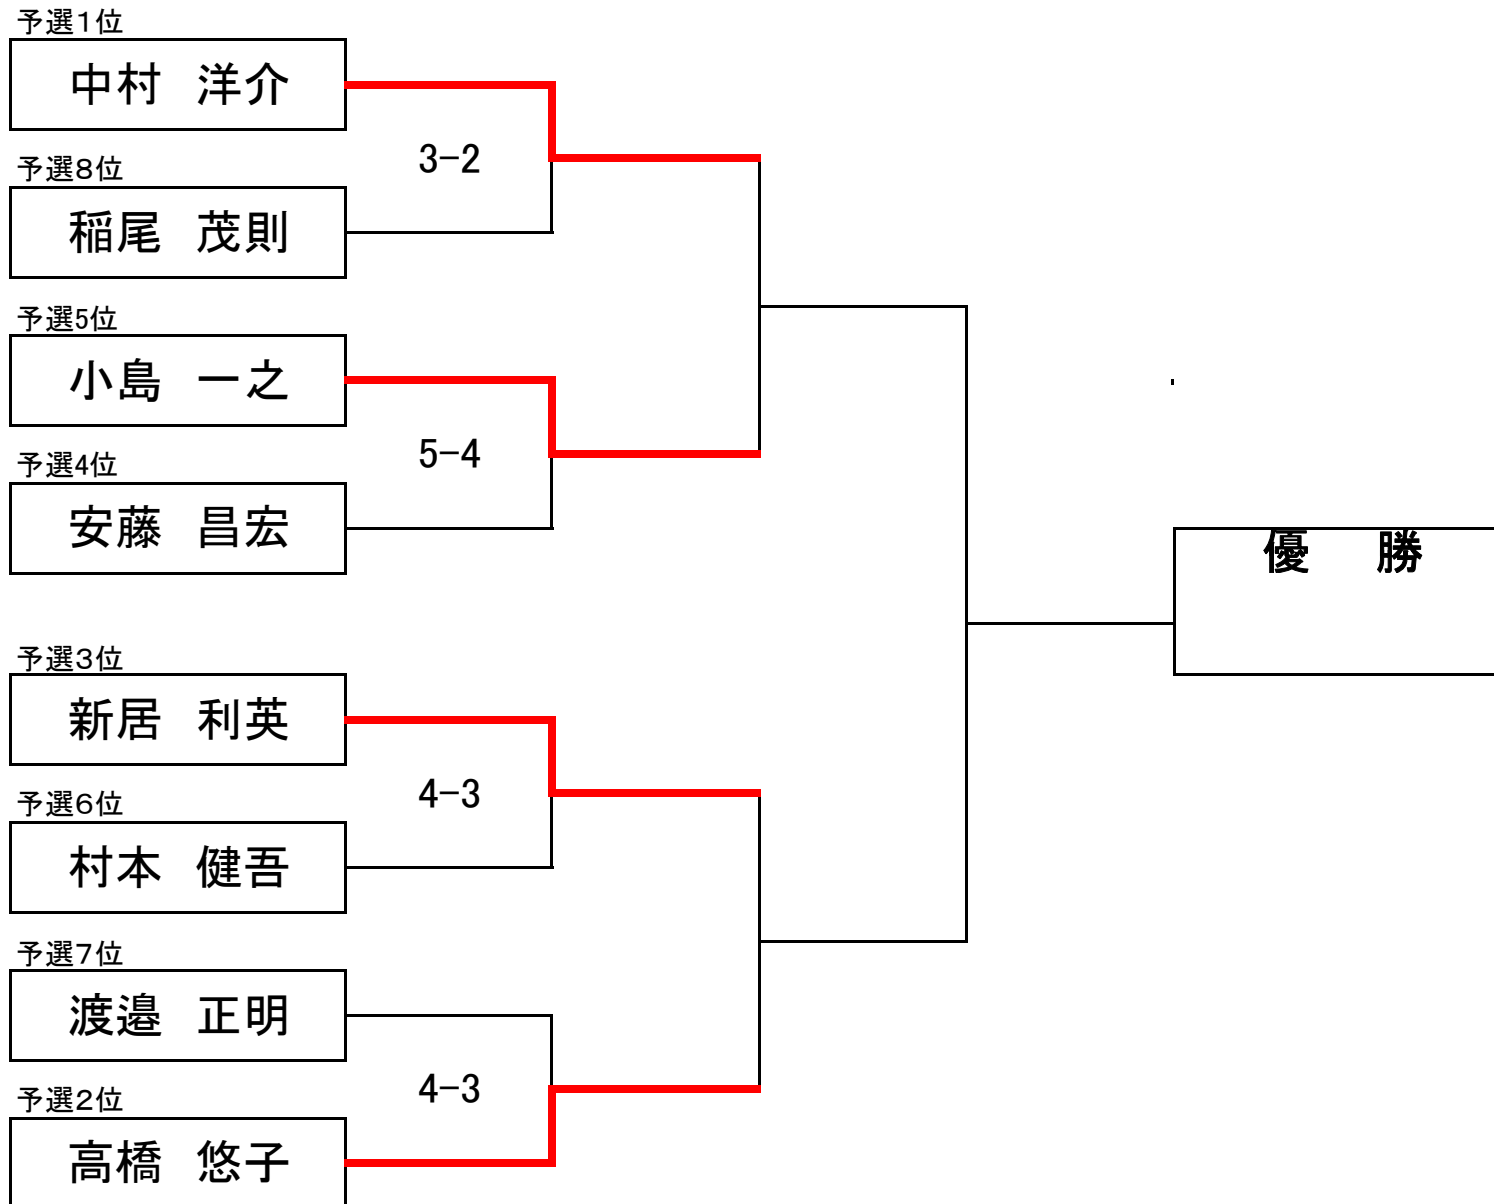 予選１位
中村　洋介
3−2
予選８位
稲尾　茂則
予選5位
小島　一之
5−4
予選4位
安藤　昌宏
優　勝
予選３位
新居　利英
4−3
予選６位
村本　健吾
予選７位
渡邉　正明
4−3
予選２位
高橋　悠子